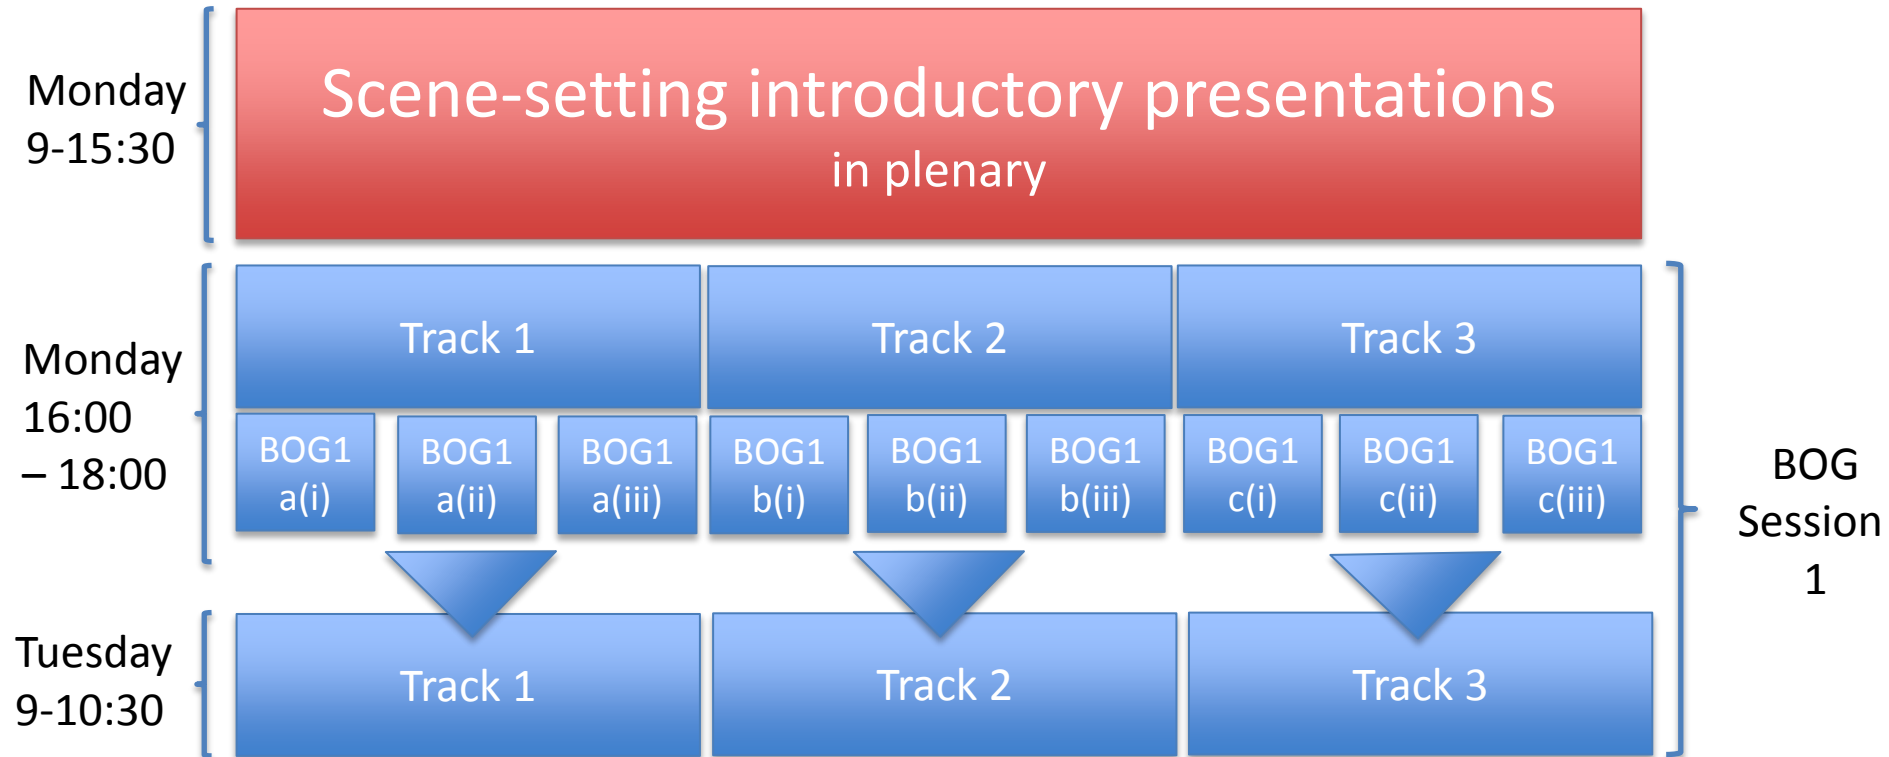 Monday
9-15:30
Scene-setting introductory presentations
in plenary
Monday
16:00
– 18:00
Track 1
Track 2
Track 3
BOG1
a(i)
BOG1
a(ii)
BOG1
a(iii)
BOG1
b(i)
BOG1
b(ii)
BOG1
b(iii)
BOG1
c(i)
BOG1
c(ii)
BOG1
c(iii)
BOG
Session
1
Tuesday
9-10:30
Track 1
Track 2
Track 3